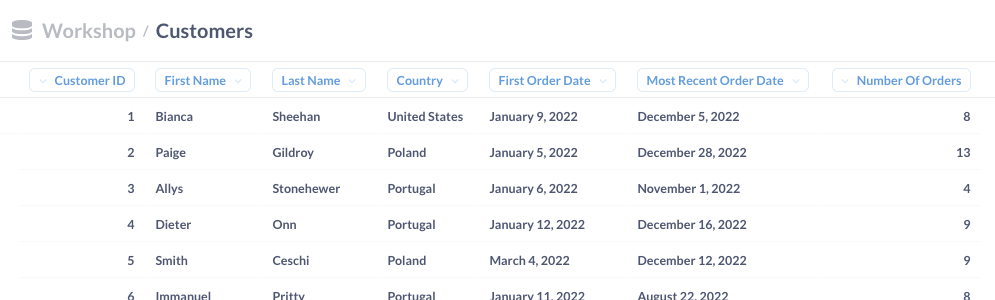 Workshop / Customers
Customer ID First Name Last Name Country First Order Date Most Recent Order Date Number Of Orders
1 Bianca Sheehan United States January 9, 2022 December 5, 2022 8
2 Paige Gildroy Poland January 5, 2022 December 28, 2022 13
3 Allys Stonehewer Portugal January 6, 2022 November 1, 2022 4
4 Dieter Onn Portugal January 12, 2022 December 16, 2022 9
5 Smith Ceschi Poland March 4, 2022 December 12, 2022 9
6 Immanuel Pritty Portugal January 11, 2022 August 22, 2022 8